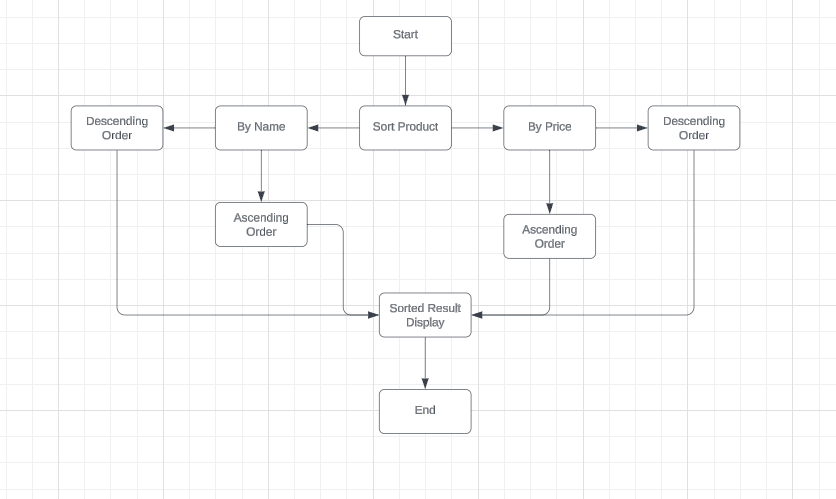 Start
Descending
Order
By Name
Sort Product
By Price
Descending
Order
Ascending
Order
Ascending
Order
Sorted Result
Display
End